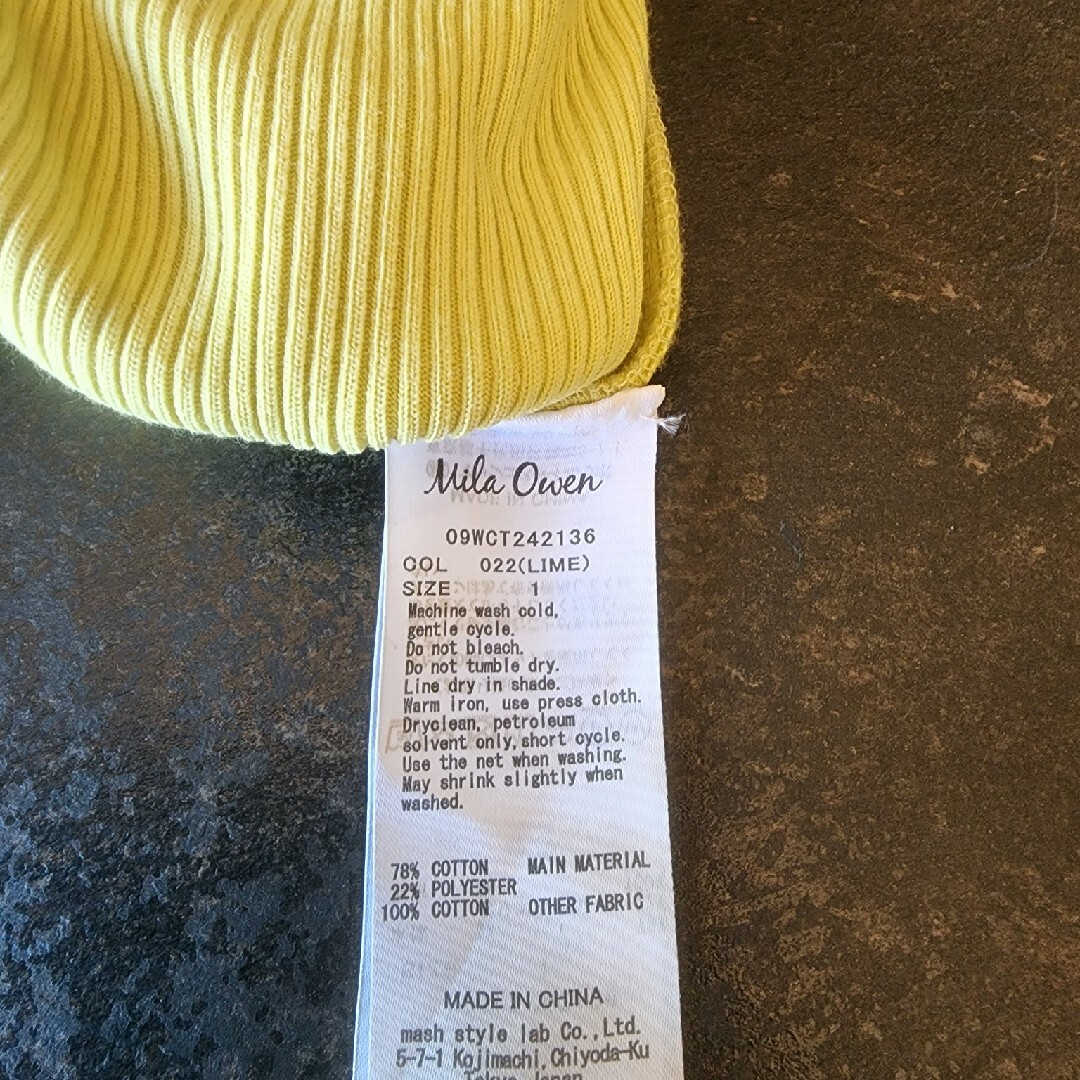 Mila Owen
09WCT242136
COL 022(LIME)
SIZE 1
Machine wash cold,
gentle cycle.
Do not bleach.
Do not tumble dry.
Line dry in shade.
Warm iron, use press cloth.
Dryclean, petroleum
solvent only, short cycle.
Use the net when washing.
May shrink slightly when
washed.
78% COTTON MAIN MATERIAL
22% POLYESTER
100% COTTON OTHER FABRIC
MADE IN CHINA
mash style lab Co., Ltd.
5-7-1 Kojimachi, Chiyoda-Ku
Tokyo Japan